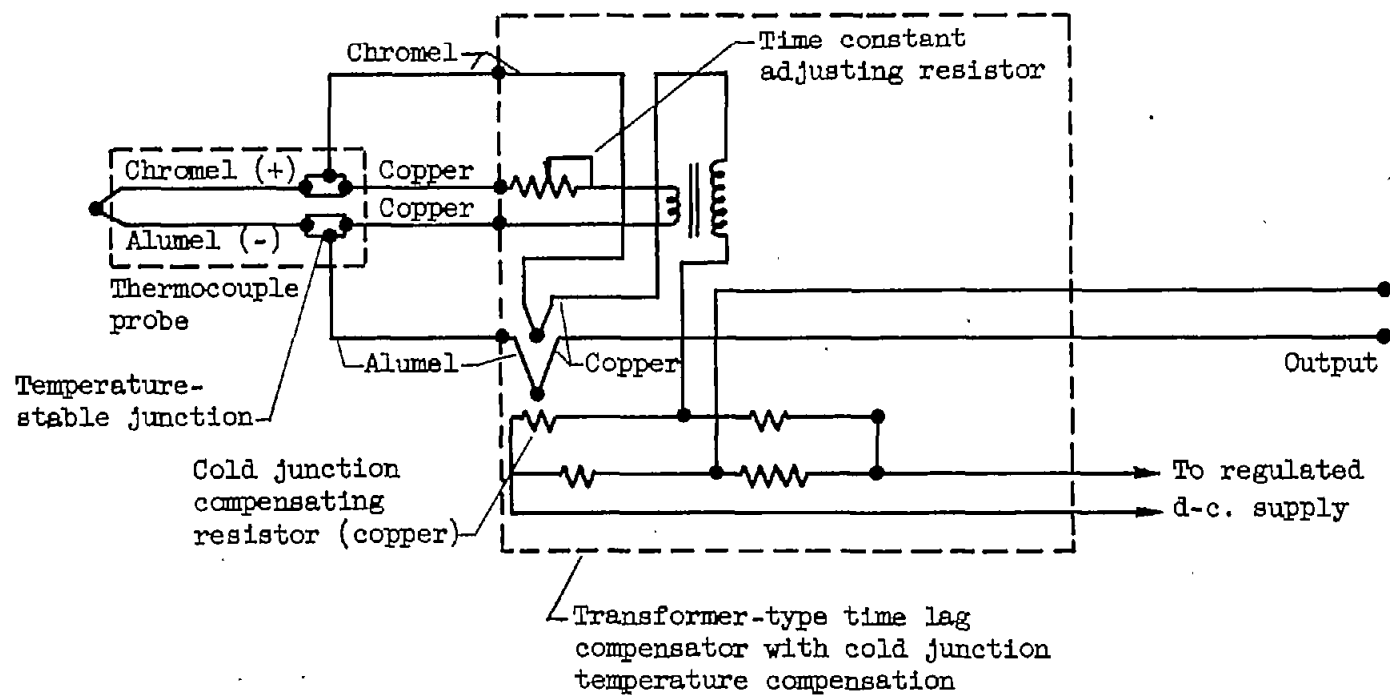 Chromel
Time constant
adjusting resistor
Chromel (+)
Copper
Copper
Alumel (-)
Thermocouple
probe
Alumel
Copper
Output
Temperature-
stable junction
Cold junction
compensating
resistor (copper)
To regulated
d-c. supply
Transformer-type time lag
compensator with cold junction
temperature compensation